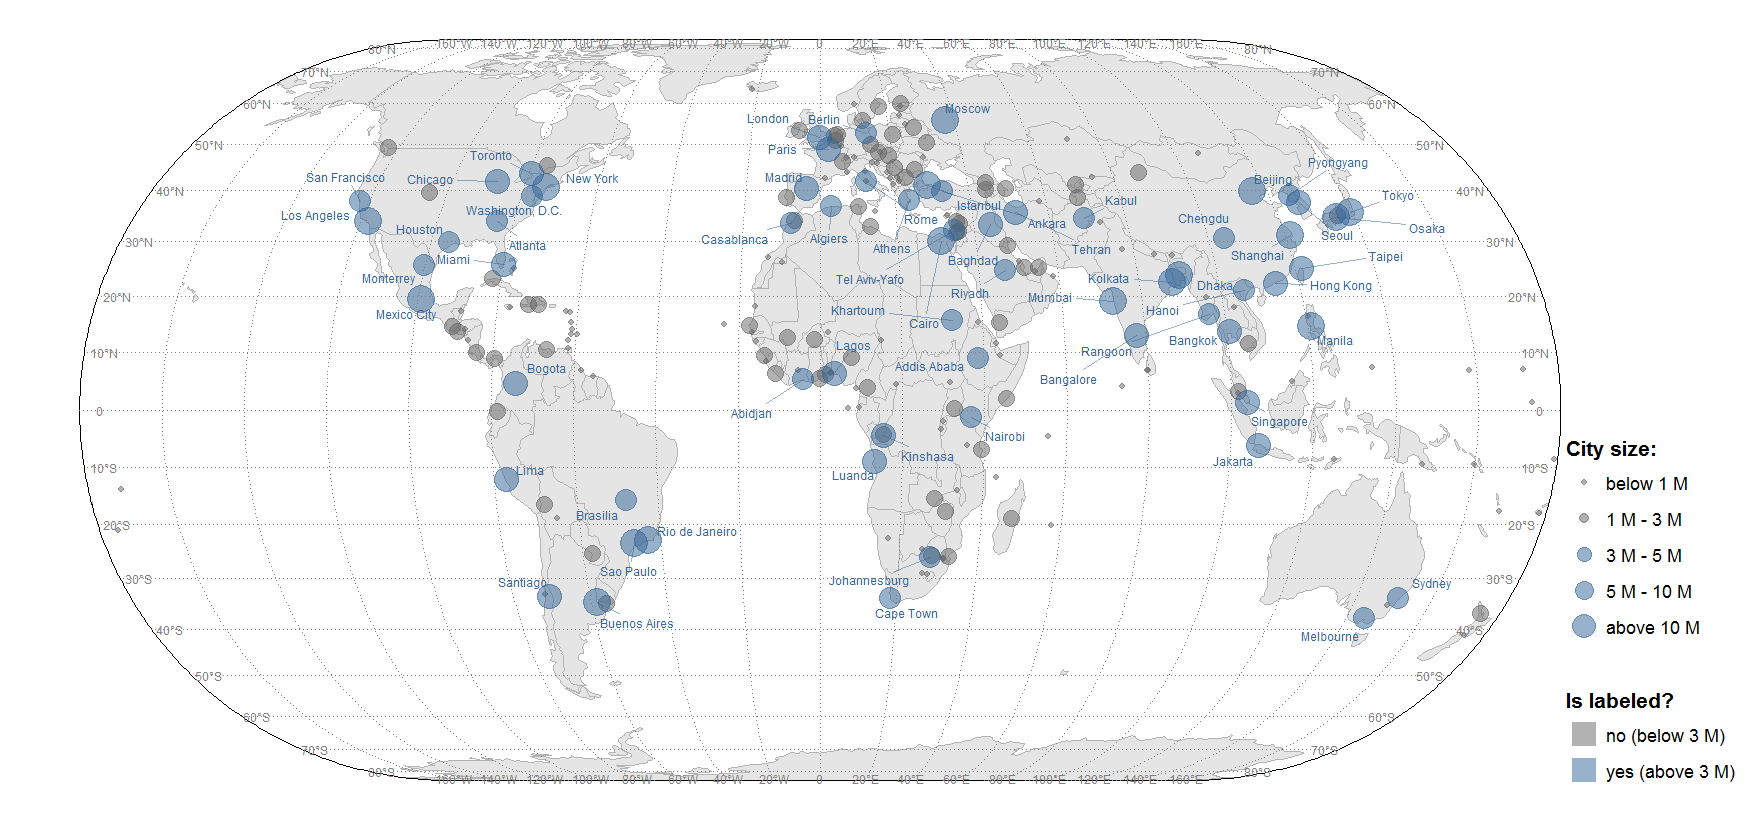 160°W 140°W 120°W 100°W 80°W 60°W 40°W 20°W 0 20°E 40°E 60°E 80°E 100°E 120°E 140°E 160°E
80°N 80°N
70°N 70°N
60°N 60°N
50°N 50°N
40°N 40°N
30°N 30°N
20°N 20°N
10°N 10°N
0 0
10°S 10°S
20°S 20°S
30°S 30°S
40°S 40°S
50°S 50°S
60°S 60°S
70°S 70°S
80°S 80°S
160°W 140°W 120°W 100°W 80°W 60°W 40°W 20°W 0 20°E 40°E 60°E 80°E 100°E 120°E 140°E 160°E
Moscow
London
Berlin
Paris
Madrid
Toronto
Chicago
New York
San Francisco
Los Angeles
Washington, D.C.
Houston
Atlanta
Miami
Monterrey
Mexico City
Casablanca
Algiers
Rome
Athens
Istanbul
Ankara
Tehran
Kabul
Baghdad
Tel Aviv-Yafo
Riyadh
Khartoum
Cairo
Lagos
Addis Ababa
Abidjan
Nairobi
Kinshasa
Luanda
Johannesburg
Cape Town
Bogota
Lima
Brasilia
Rio de Janeiro
Sao Paulo
Santiago
Buenos Aires
Pyongyang
Beijing
Tokyo
Osaka
Seoul
Chengdu
Shanghai
Taipei
Hong Kong
Kolkata
Dhaka
Mumbai
Hanoi
Rangoon
Bangkok
Bangalore
Manila
Singapore
Jakarta
Sydney
Melbourne
City size:
below 1 M
1 M - 3 M
3 M - 5 M
5 M - 10 M
above 10 M
Is labeled?
no (below 3 M)
yes (above 3 M)